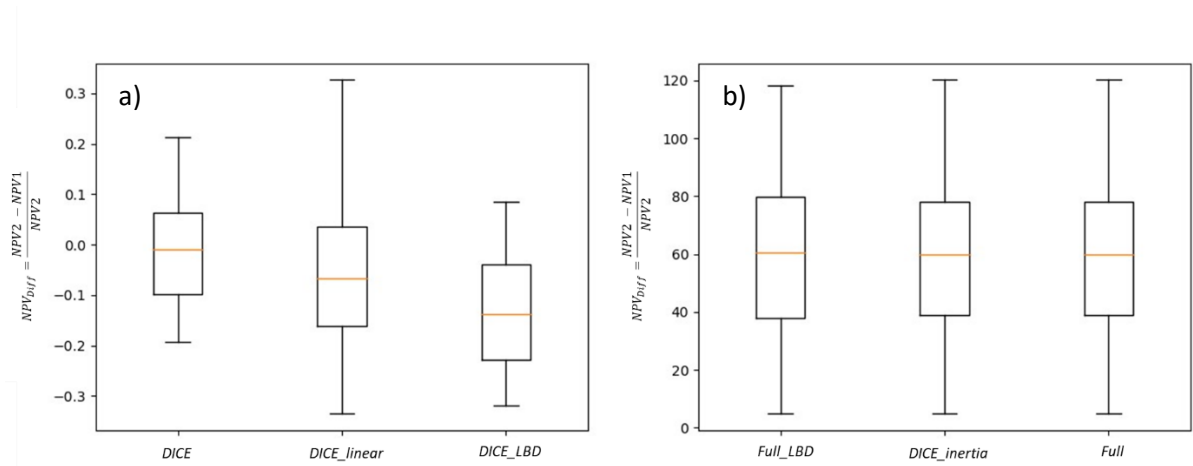 a)
NPV_Diff = (NPV2 − NPV1) / NPV2
0.3
0.2
0.1
0.0
−0.1
−0.2
−0.3
DICE DICE_linear DICE_LBD
b)
NPV_Diff = (NPV2 − NPV1) / NPV2
120
100
80
60
40
20
0
Full_LBD DICE_inertia Full